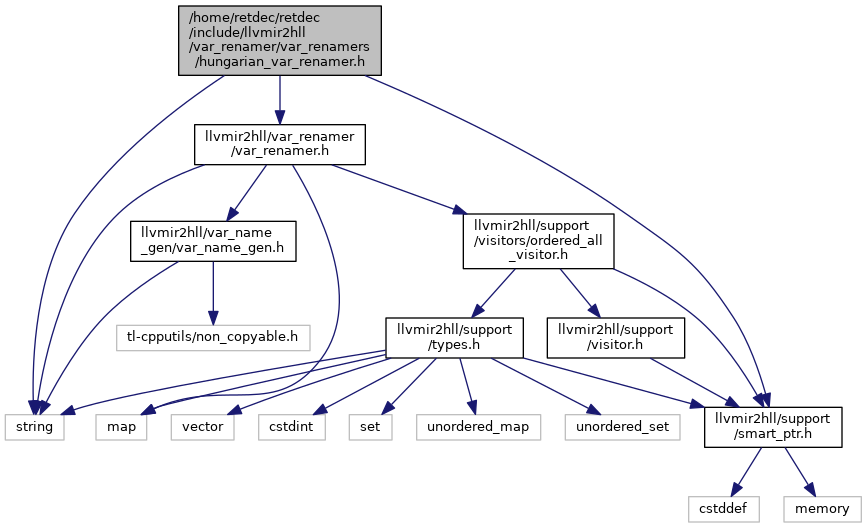 /home/retdec/retdec
/include/llvmir2hll
/var_renamer/var_renamers
/hungarian_var_renamer.h
llvmir2hll/var_renamer
/var_renamer.h
llvmir2hll/var_name
_gen/var_name_gen.h
llvmir2hll/support
/visitors/ordered_all
_visitor.h
tl-cpputils/non_copyable.h
llvmir2hll/support
/types.h
llvmir2hll/support
/visitor.h
string
map
vector
cstdint
set
unordered_map
unordered_set
llvmir2hll/support
/smart_ptr.h
cstddef
memory